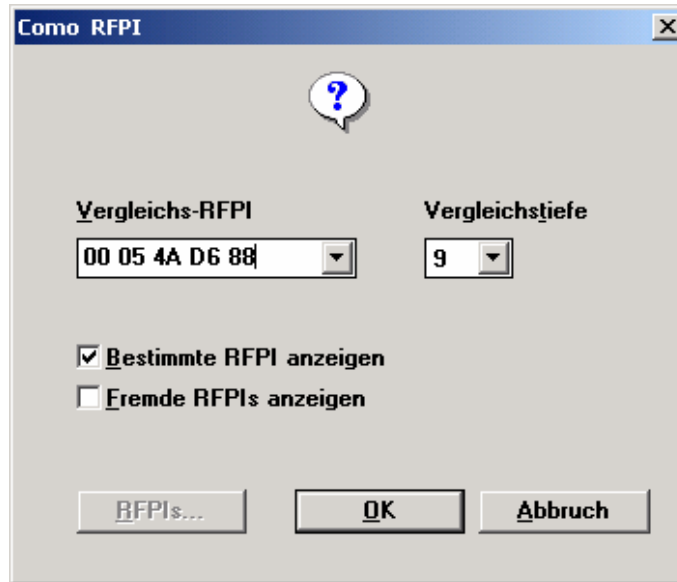 Como RFPI
?
Vergleichs-RFPI Vergleichstiefe
00 05 4A D6 88 9
Bestimmte RFPI anzeigen
Fremde RFPIs anzeigen
RFPIs... OK Abbruch